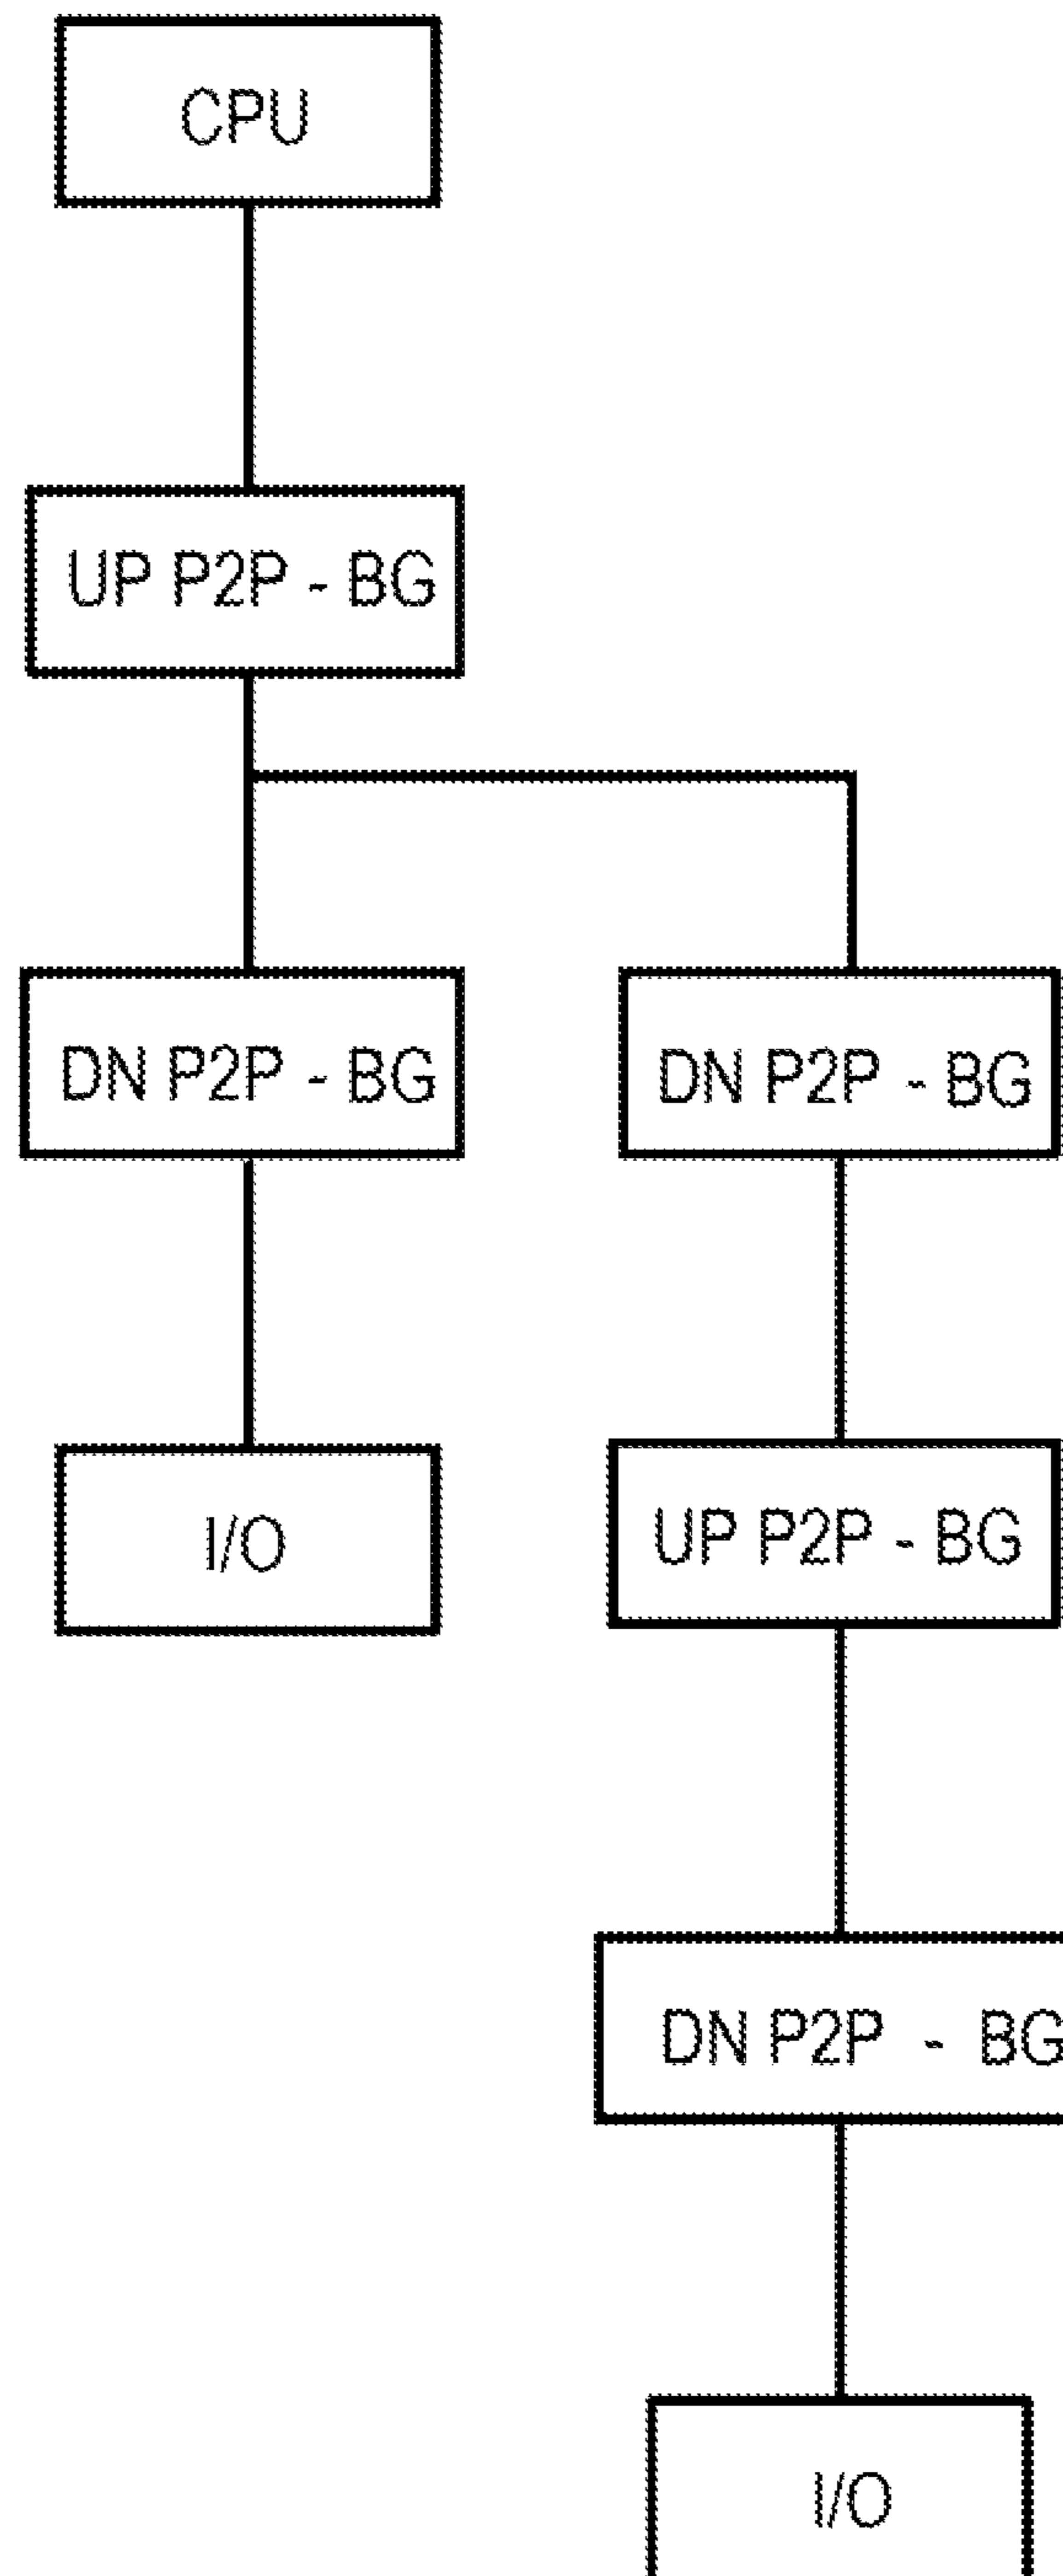 CPU
UP P2P - BG
DN P2P - BG
DN P2P - BG
I/O
UP P2P - BG
DN P2P - BG
I/O